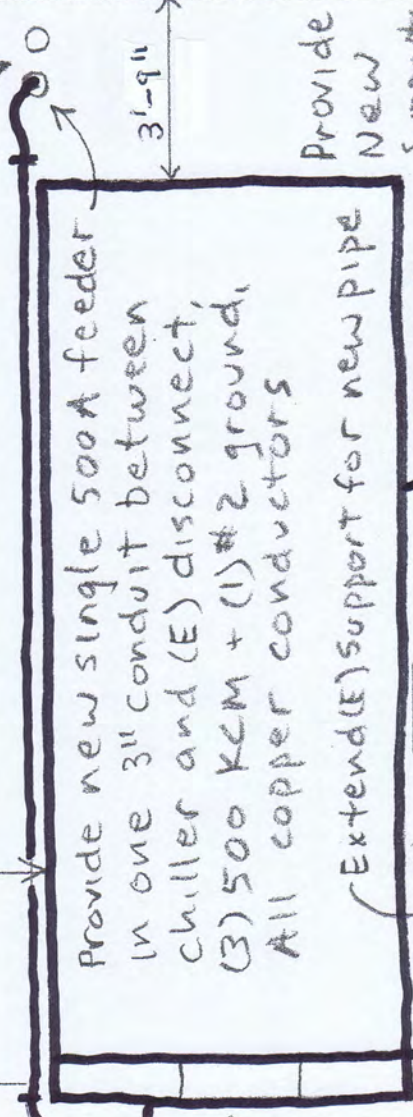 Provide new single 500A feeder
in one 3" conduit between
chiller and (E) disconnect,
(3) 500 KCM + (1) #2 ground,
All copper conductors
Extend (E) support for new pipe
3'-9"
Provide
New